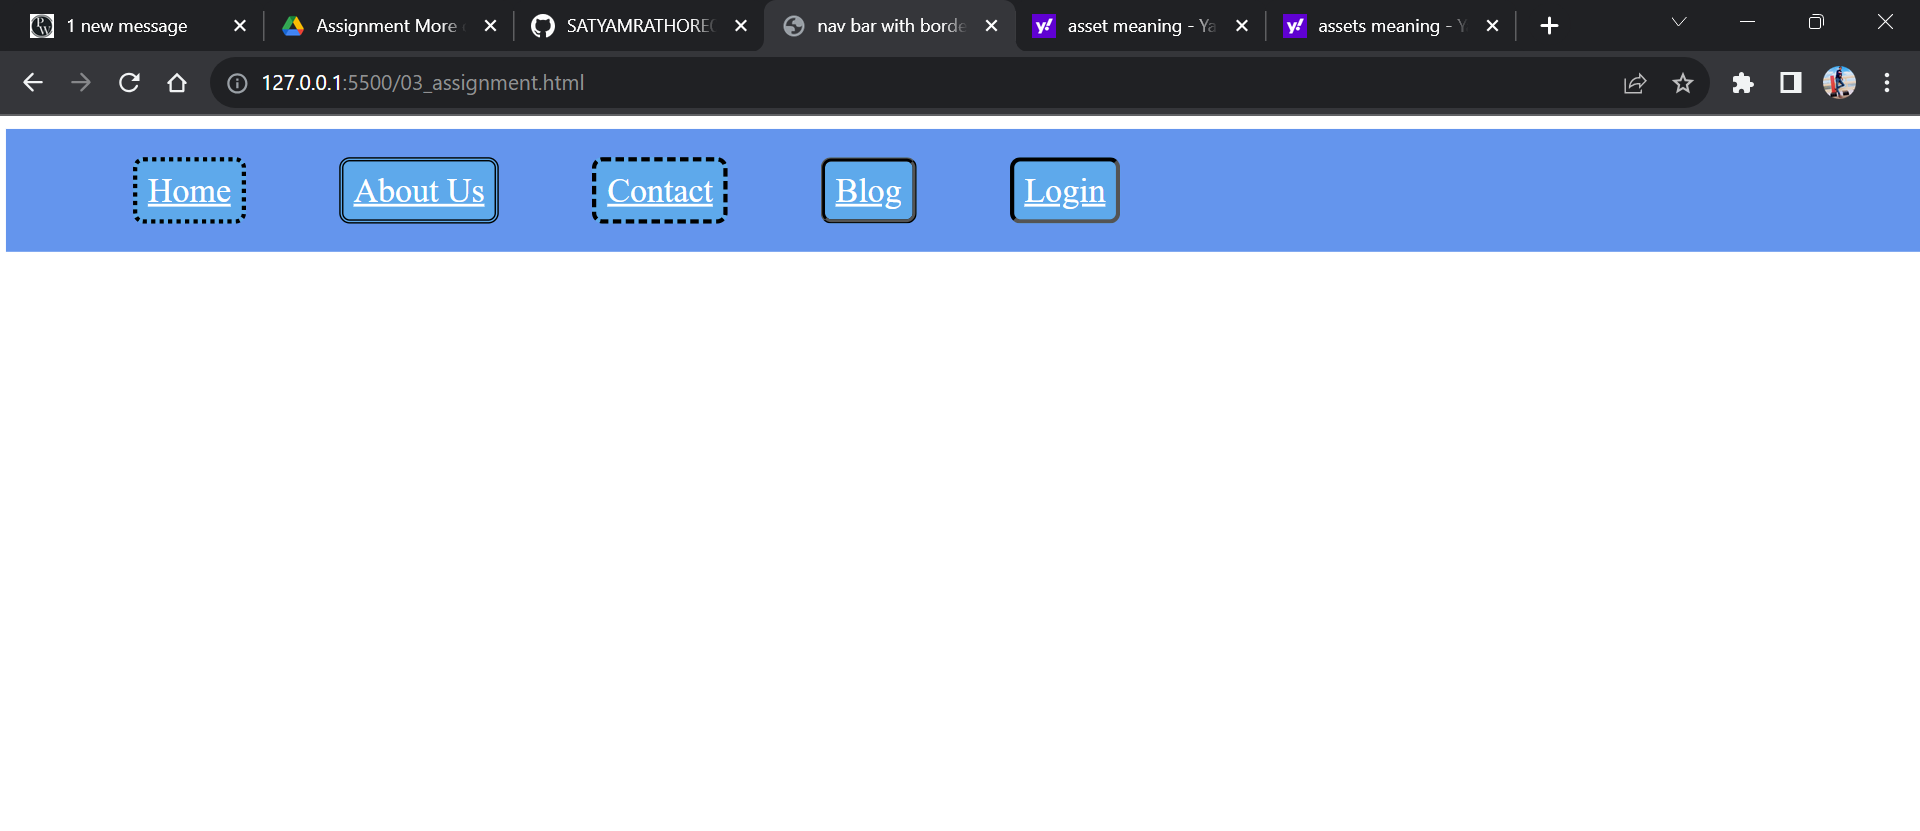 1 new message
Assignment More
SATYAMRATHORE
nav bar with borde
asset meaning - Ya
assets meaning - Y
127.0.0.1:5500/03_assignment.html
Home
About Us
Contact
Blog
Login